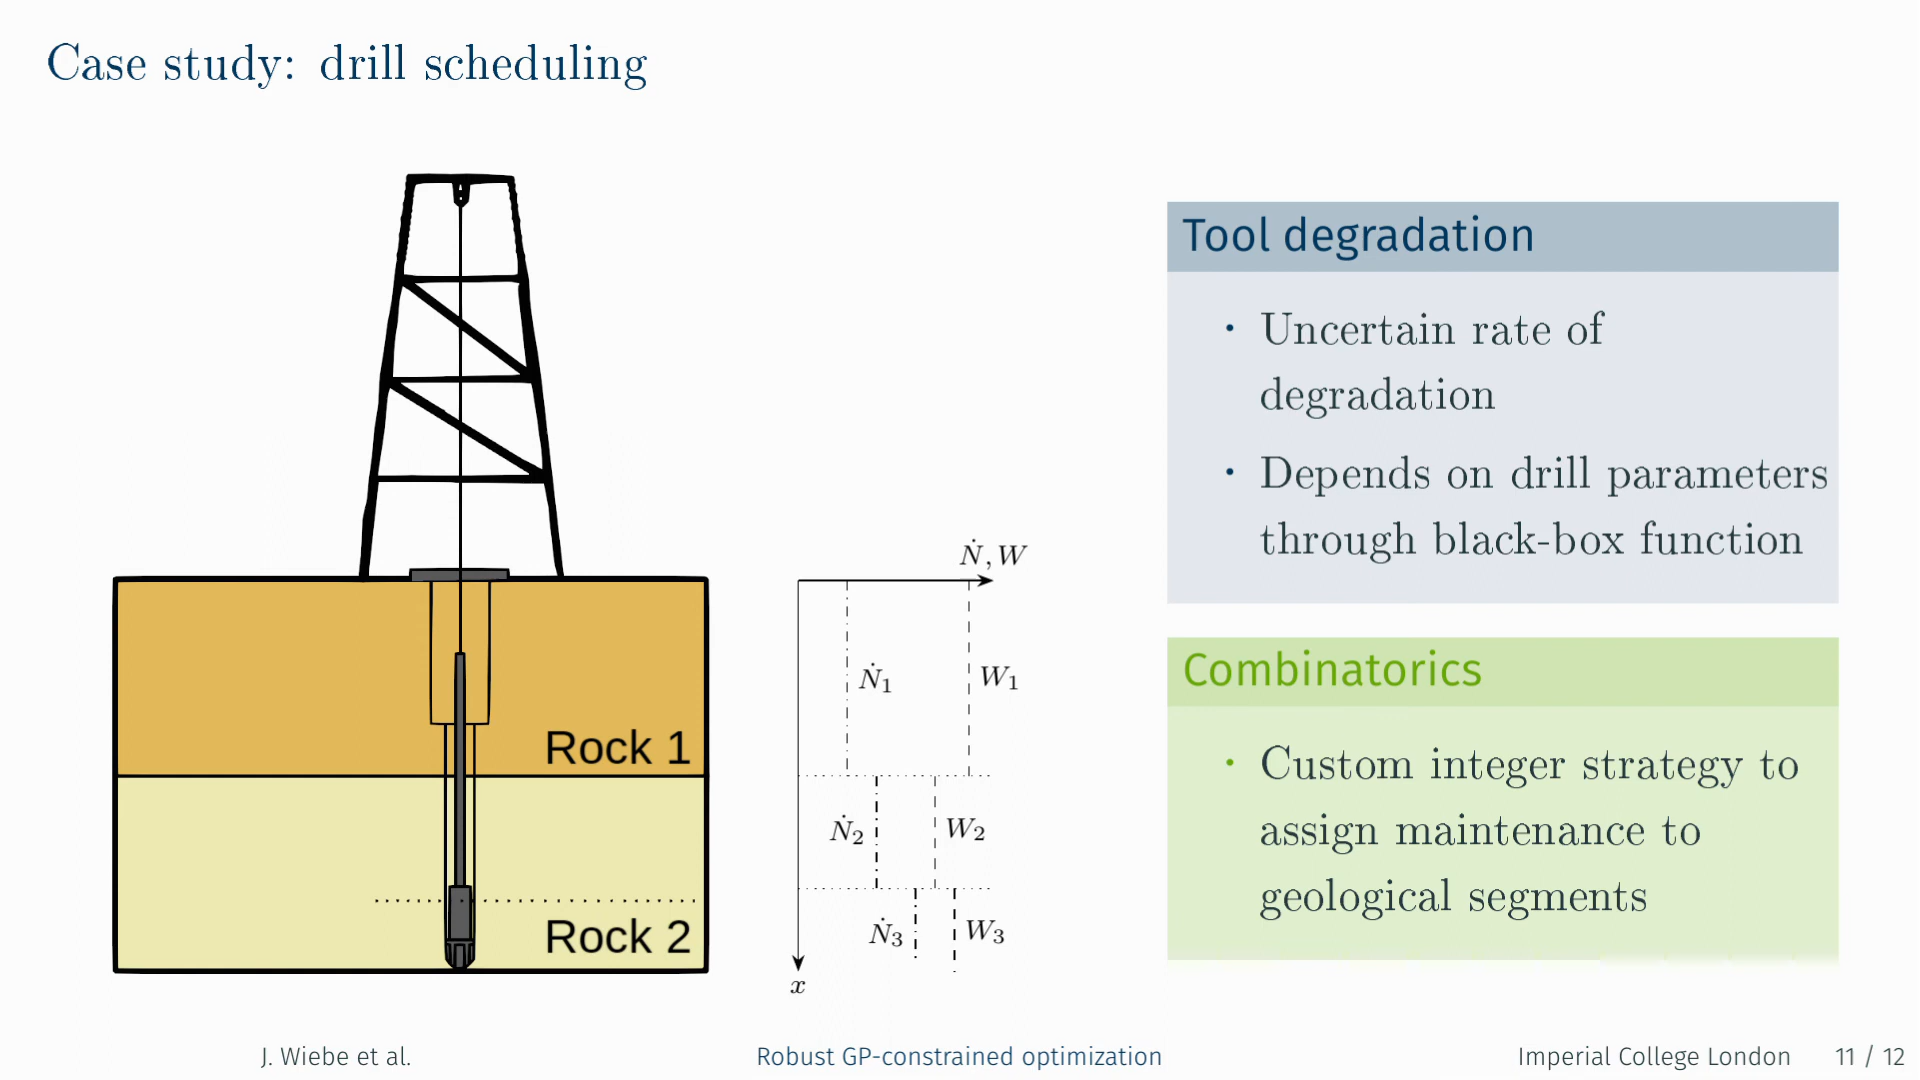 Case study: drill scheduling
Rock 1
Rock 2
Ṅ, W
Ṅ₁
W₁
Ṅ₂
W₂
Ṅ₃
W₃
x
Tool degradation
• Uncertain rate of
degradation
• Depends on drill parameters
through black-box function
Combinatorics
• Custom integer strategy to
assign maintenance to
geological segments
J. Wiebe et al.
Robust GP-constrained optimization
Imperial College London
11 / 12